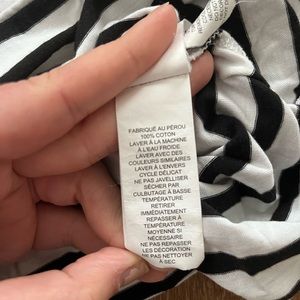 FABRIQUÉ AU PÉROU
100% COTON
LAVER À LA MACHINE
À L'EAU FROIDE
LAVER AVEC DES
COULEURS SIMILAIRES
LAVER À L'ENVERS
CYCLE DÉLICAT
NE PAS JAVELLISER
SÉCHER PAR
CULBUTAGE À BASSE
TEMPÉRATURE
RETIRER
IMMÉDIATEMENT
REPASSER À
TEMPÉRATURE
MOYENNE SI
NÉCESSAIRE
NE PAS REPASSER
LES DÉCORATION
NE PAS NETTOYER
À SEC